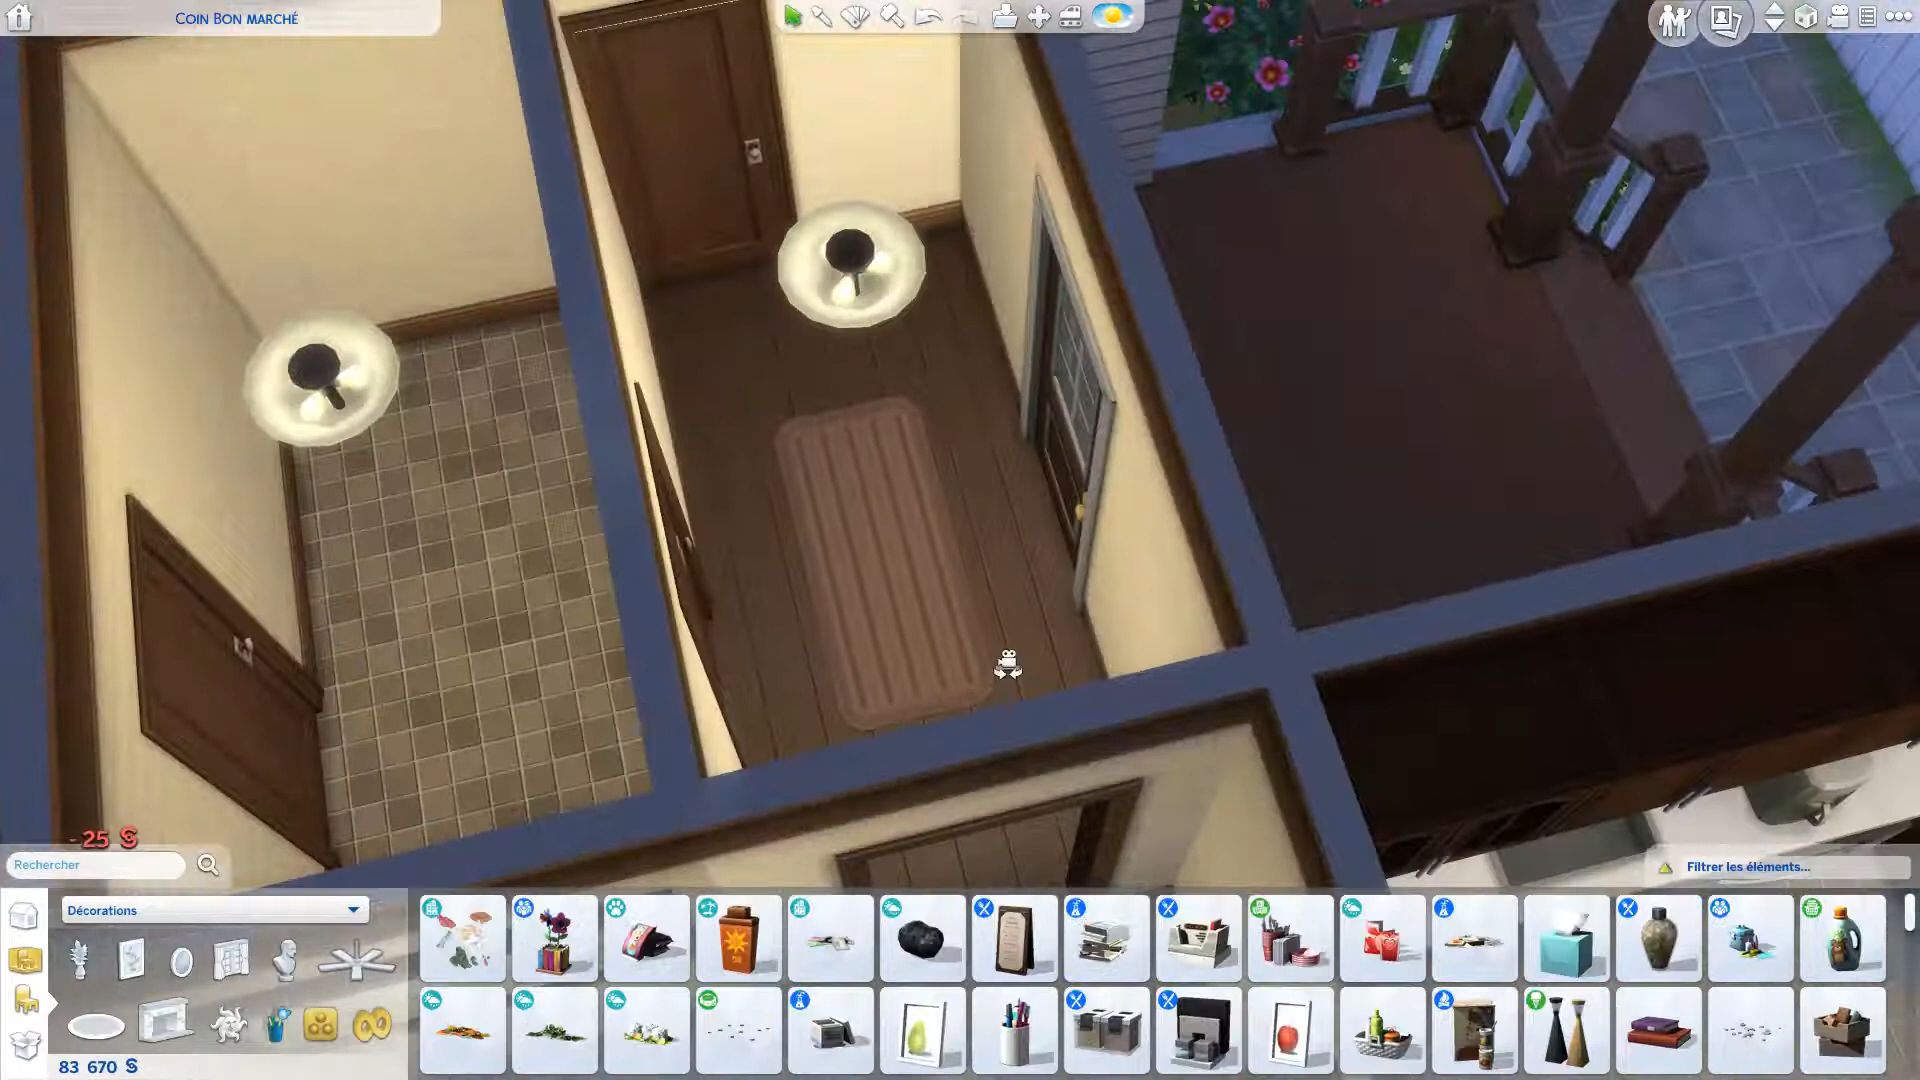 Coin Bon marché
- 25 §
Rechercher
Filtrer les éléments...
Décorations
83 670 §